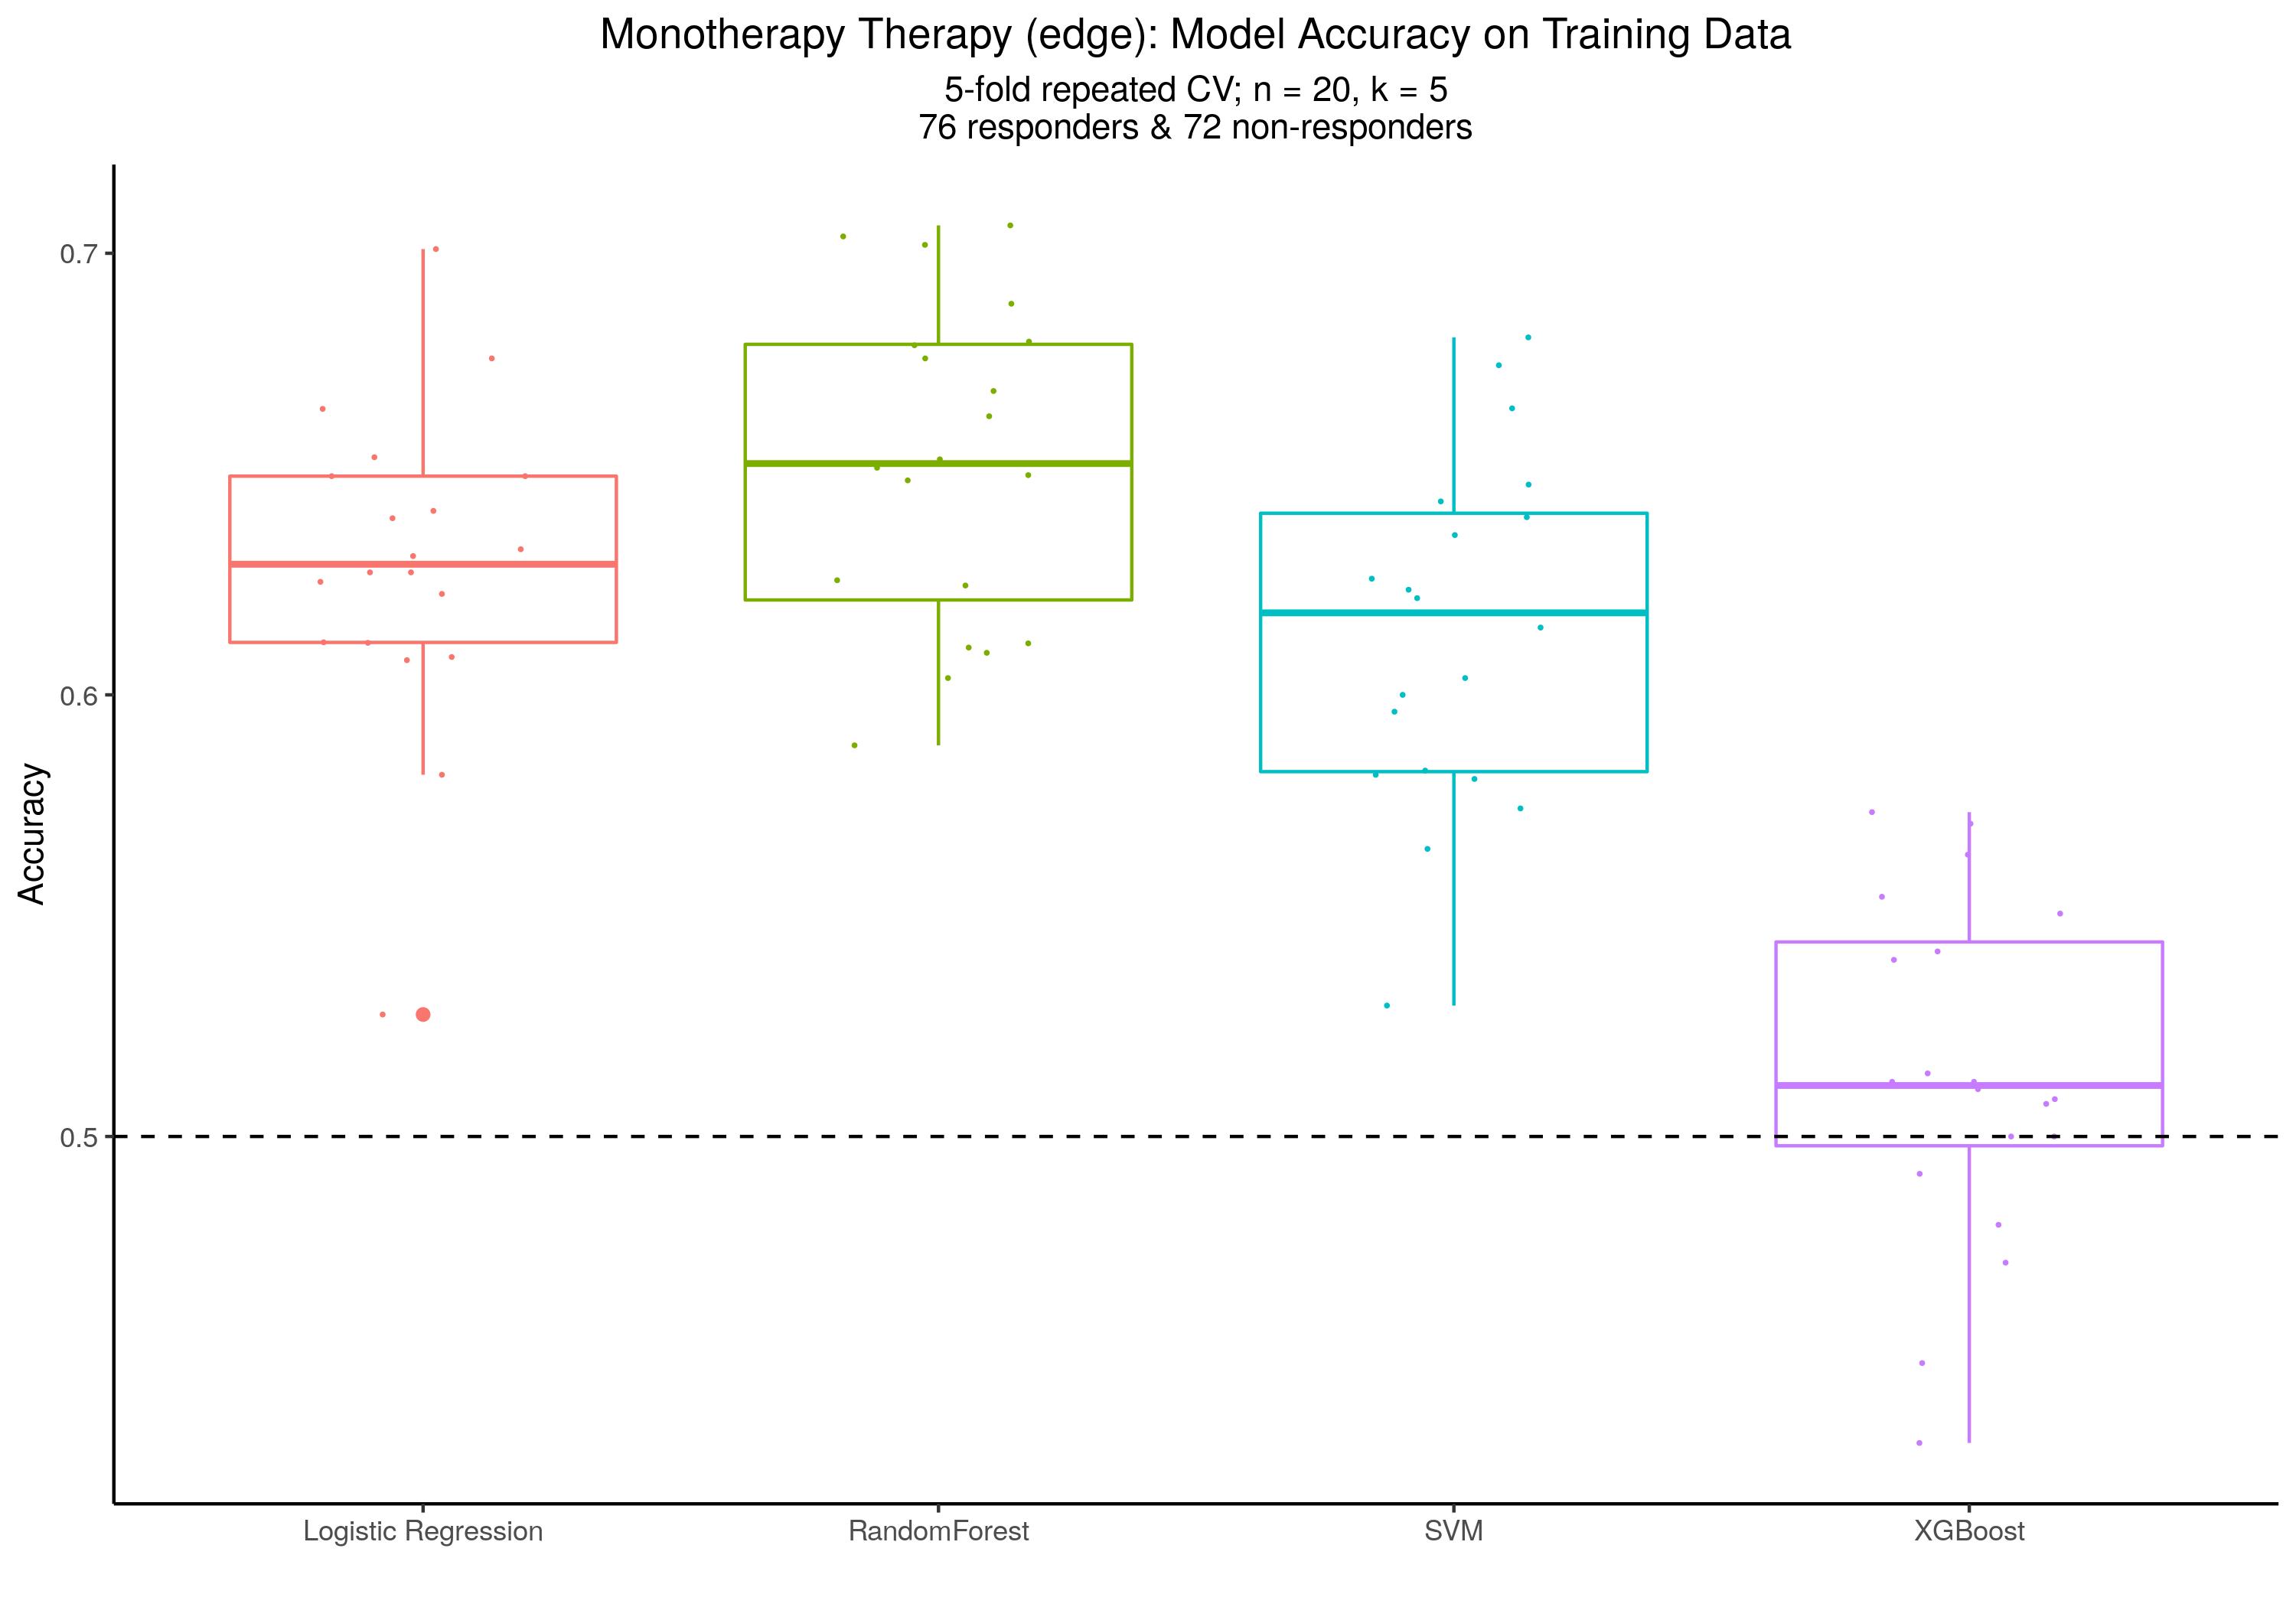 Monotherapy Therapy (edge): Model Accuracy on Training Data
5-fold repeated CV; n = 20, k = 5
76 responders & 72 non-responders
0.7
0.6
0.5
Accuracy
Logistic Regression
RandomForest
SVM
XGBoost